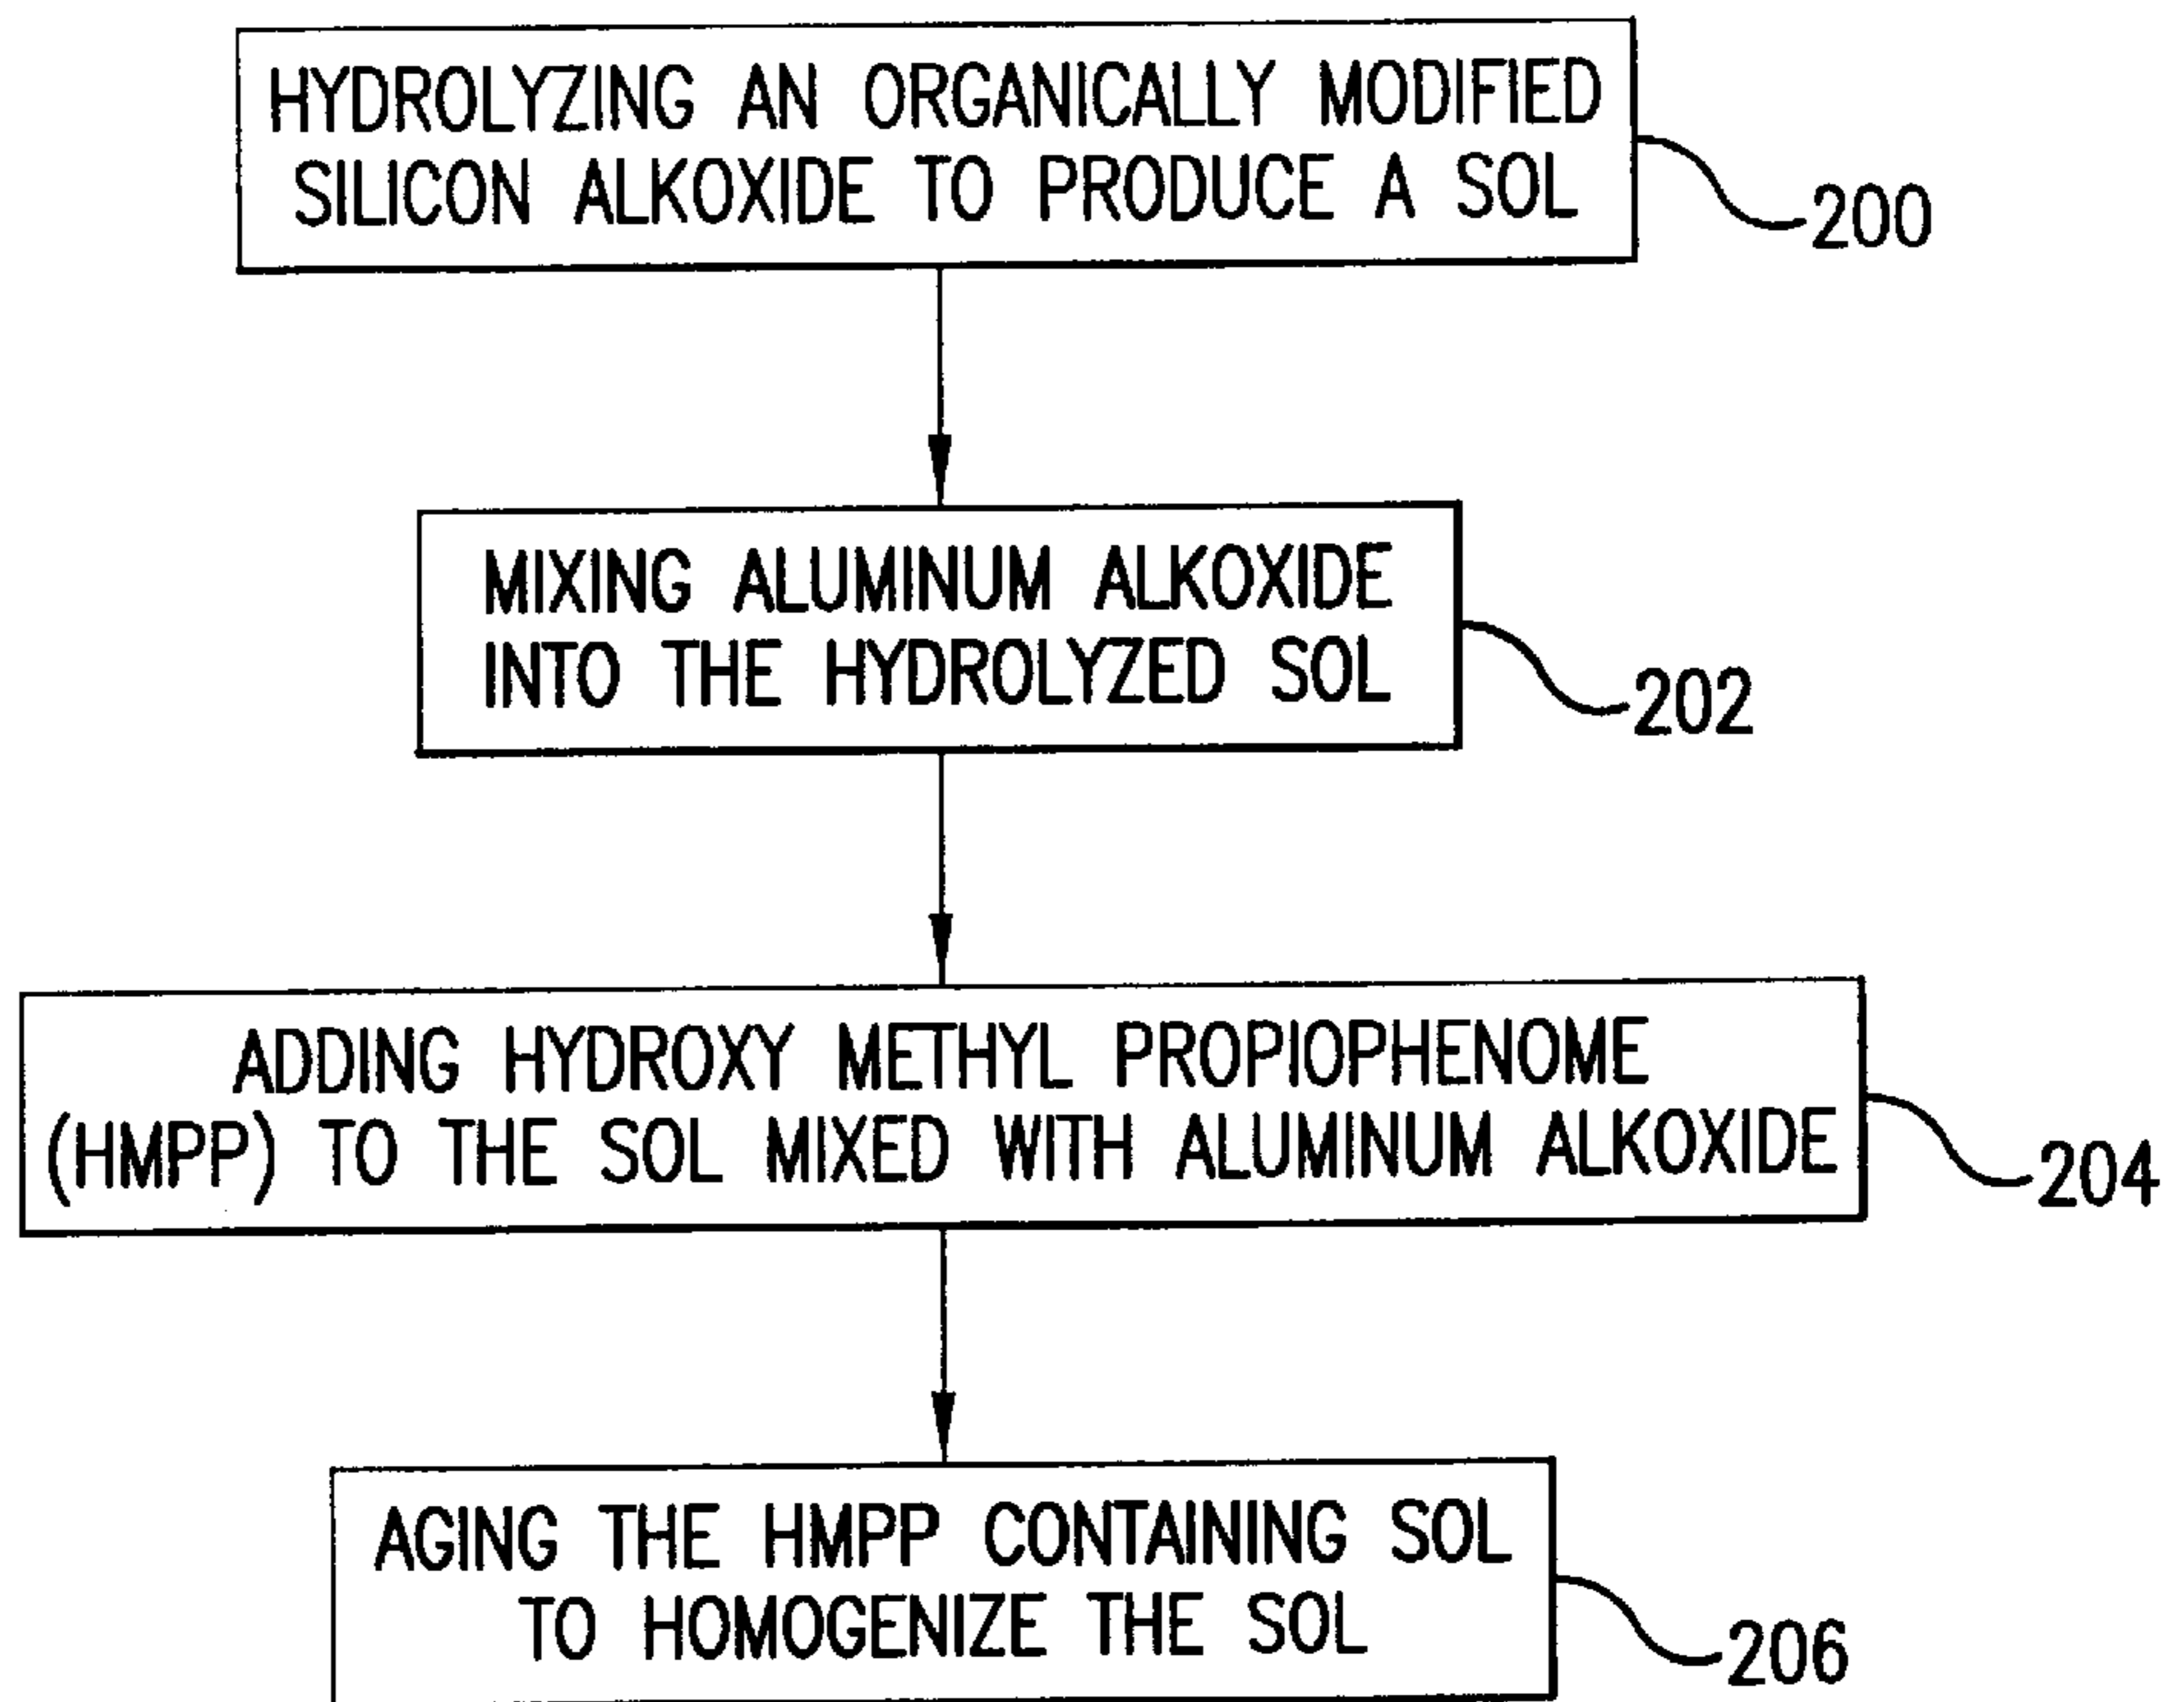 HYDROLYZING AN ORGANICALLY MODIFIED
SILICON ALKOXIDE TO PRODUCE A SOL
200
MIXING ALUMINUM ALKOXIDE
INTO THE HYDROLYZED SOL
202
ADDING HYDROXY METHYL PROPIOPHENOME
(HMPP) TO THE SOL MIXED WITH ALUMINUM ALKOXIDE
204
AGING THE HMPP CONTAINING SOL
TO HOMOGENIZE THE SOL
206